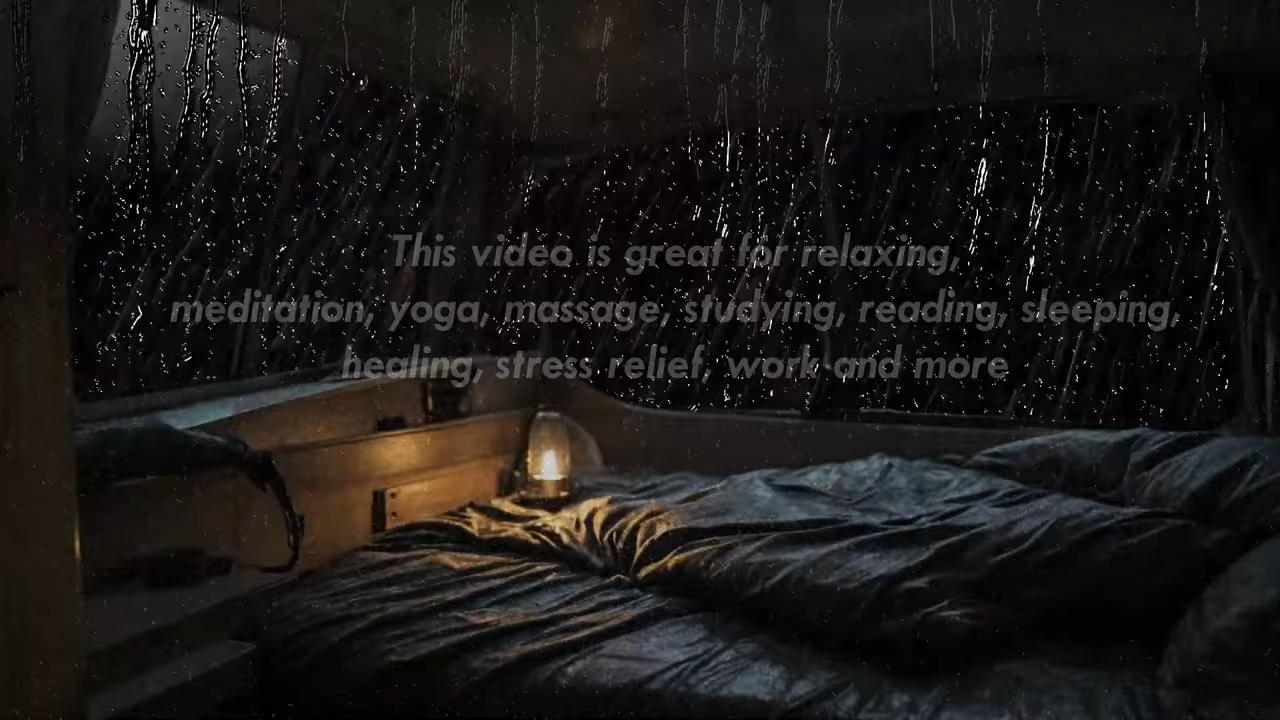 This video is great for relaxing,
meditation, yoga, massage, studying, reading, sleeping,
healing, stress relief, work and more